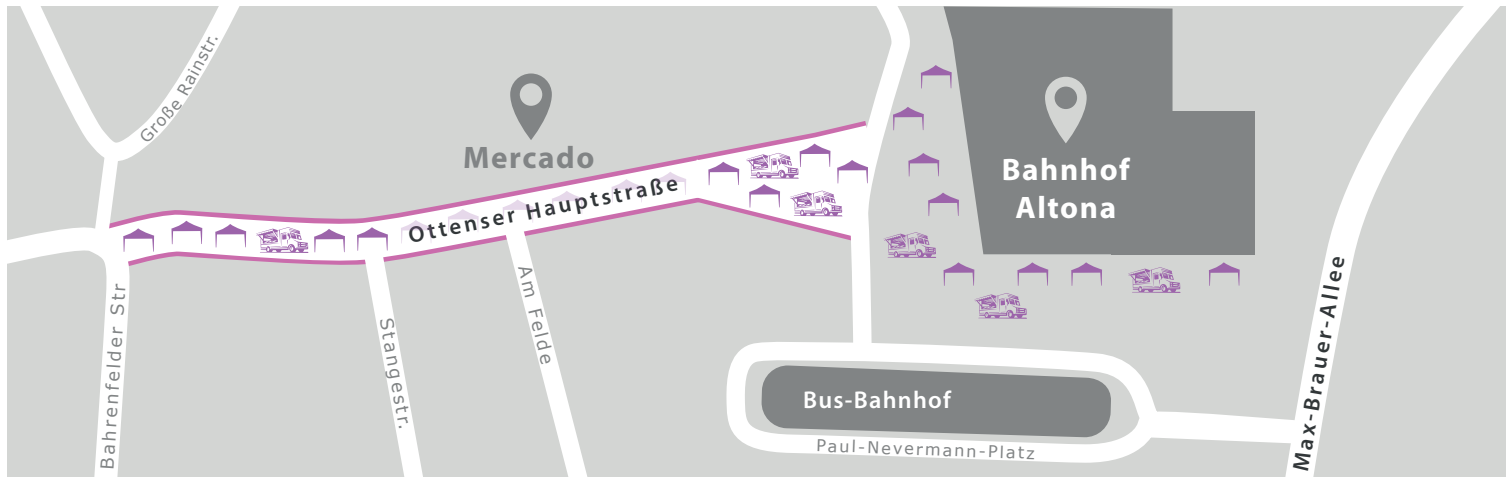 Große Rainstr.
Mercado
Bahnhof
Altona
Ottenser Hauptstraße
Bahrenfelder Str
Stangestr.
Am Felde
Bus-Bahnhof
Paul-Nevermann-Platz
Max-Brauer-Allee